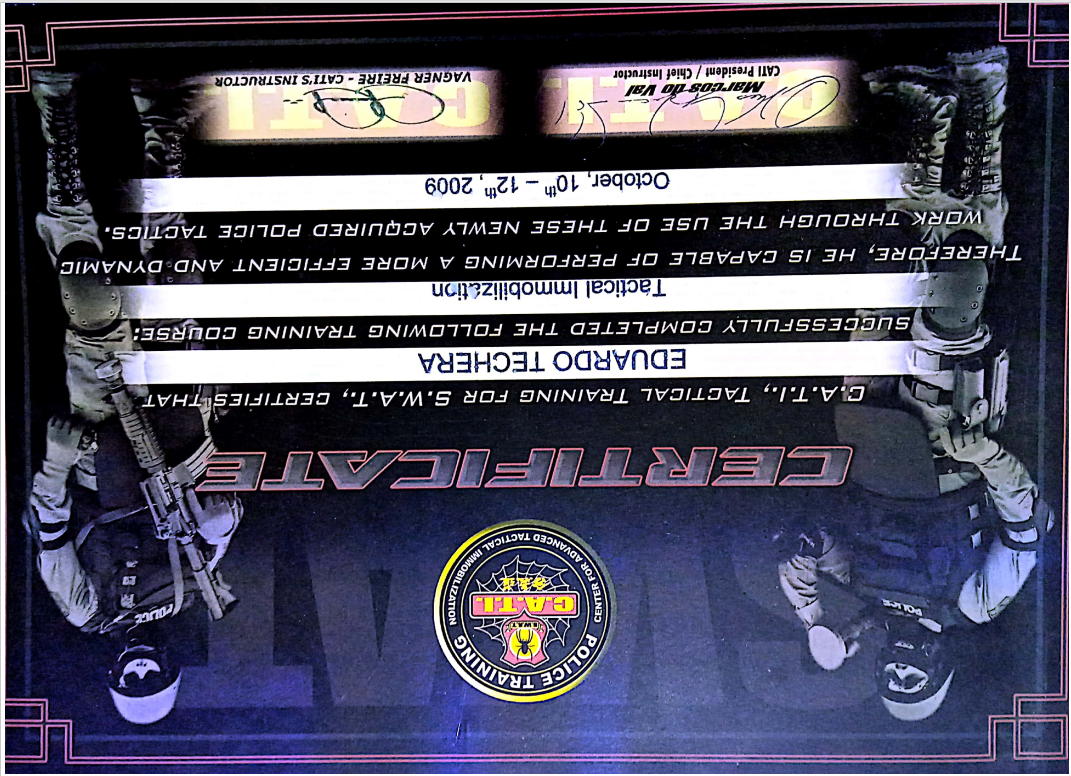 POLICE TRAINING
CENTER FOR ADVANCED TACTICAL IMMOBILIZATION
S.W.A.T.
C.A.T.I.
SWAT
POLICE
POLICE
CERTIFICATE
C.A.T.I., TACTICAL TRAINING FOR S.W.A.T., CERTIFIES THAT
EDUARDO TECHERA
SUCCESSFULLY COMPLETED THE FOLLOWING TRAINING COURSE:
Tactical Immobilization
THEREFORE, HE IS CAPABLE OF PERFORMING A MORE EFFICIENT AND DYNAMIC
WORK THROUGH THE USE OF THESE NEWLY ACQUIRED POLICE TACTICS.
October, 10th – 12th, 2009
C.A.T.I.
Marcos do Val
CATI President / Chief Instructor
C.A.T.I.
VAGNER FREIRE - CATI'S INSTRUCTOR